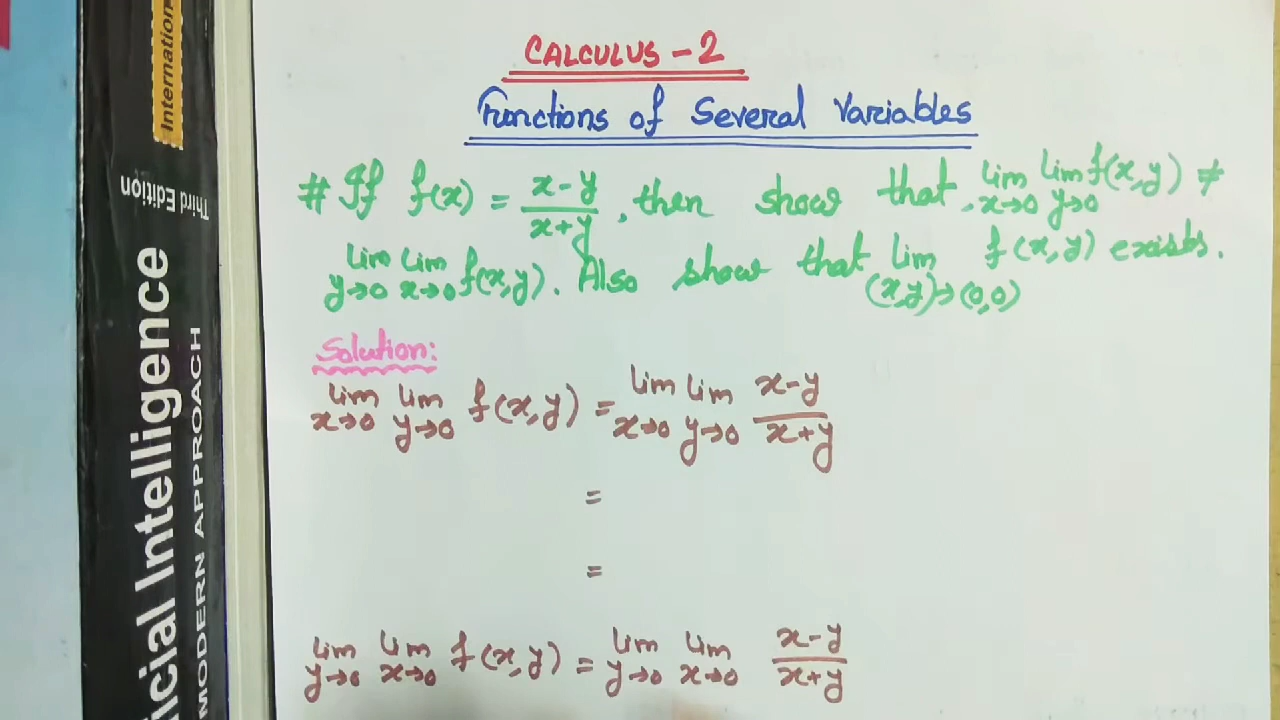 CALCULUS - 2
Functions of Several Variables
# If f(x) = x-y / x+y, then show that lim x→0 lim y→0 f(x,y) ≠
lim y→0 lim x→0 f(x,y). Also show that lim (x,y)→(0,0) f(x,y) exists.
Solution:
lim x→0 lim y→0 f(x,y) = lim x→0 lim y→0 x-y / x+y
=
=
lim y→0 lim x→0 f(x,y) = lim y→0 lim x→0 x-y / x+y
International
Third Edition
ficial Intelligence
MODERN APPROACH